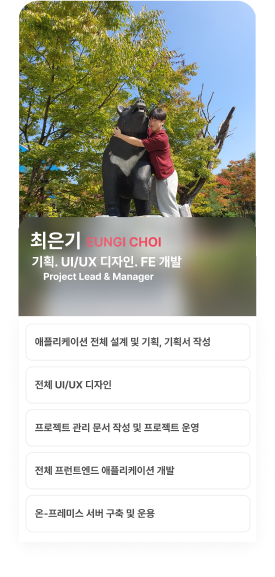 최은기 EUNGI CHOI
기획. UI/UX 디자인. FE 개발
Project Lead & Manager
애플리케이션 전체 설계 및 기획, 기획서 작성
전체 UI/UX 디자인
프로젝트 관리 문서 작성 및 프로젝트 운영
전체 프런트엔드 애플리케이션 개발
온-프레미스 서버 구축 및 운용